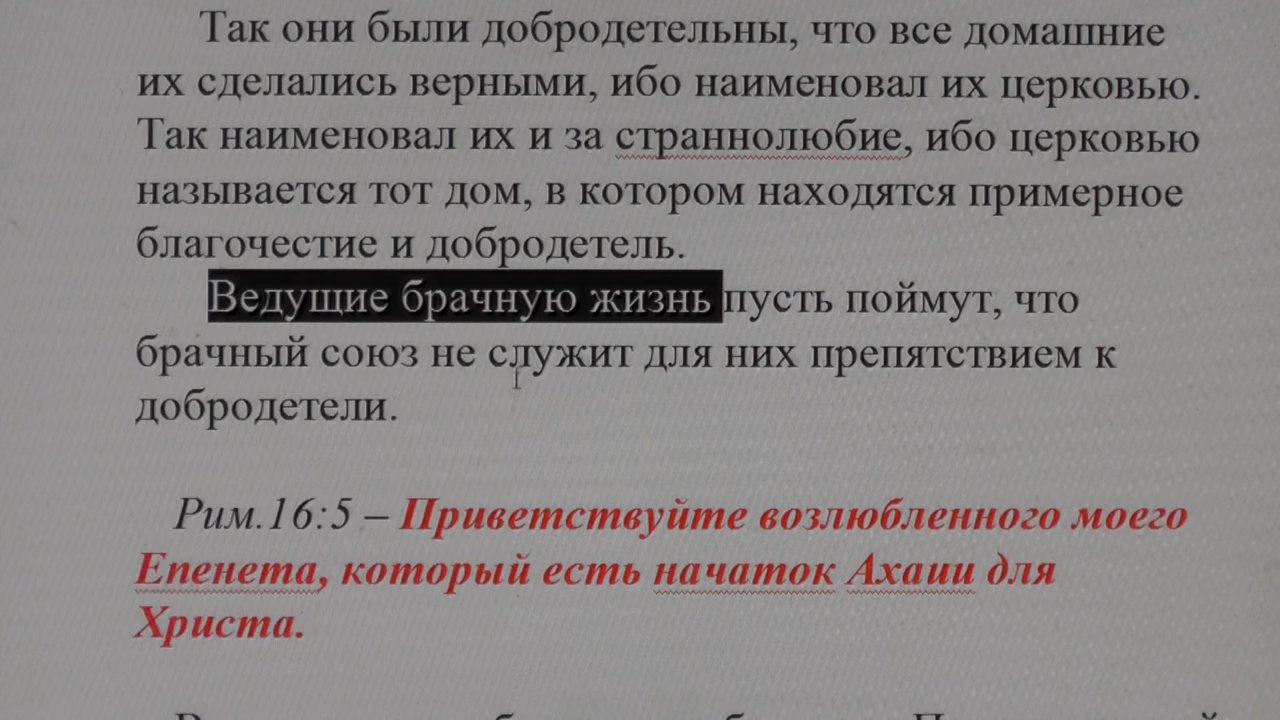 Так они были добродетельны, что все домашние
их сделались верными, ибо наименовал их церковью.
Так наименовал их и за страннолюбие, ибо церковью
называется тот дом, в котором находятся примерное
благочестие и добродетель.
Ведущие брачную жизнь пусть поймут, что
брачный союз не служит для них препятствием к
добродетели.
Рим.16:5 – Приветствуйте возлюбленного моего
Епенета, который есть начаток Ахаии для
Христа.